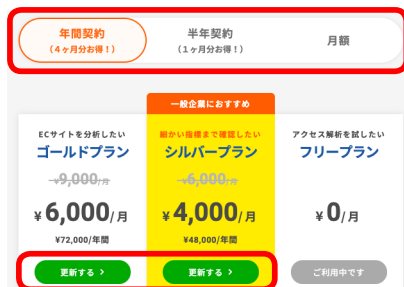 年間契約
(4ヶ月分お得！)
半年契約
(1ヶ月分お得！)
月額
一般企業におすすめ
ECサイトを分析したい
ゴールドプラン
¥9,000/月
¥6,000/月
¥72,000/年間
更新する >
細かい指標まで確認したい
シルバープラン
¥6,000/月
¥4,000/月
¥48,000/年間
更新する >
アクセス解析を試したい
フリープラン
¥0/月
ご利用中です